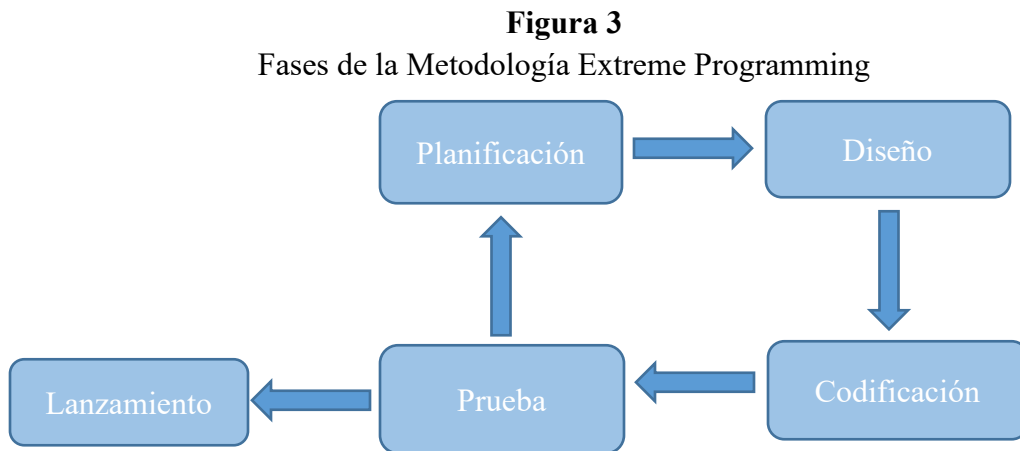 Figura 3
Fases de la Metodología Extreme Programming
Planificación
Diseño
Codificación
Prueba
Lanzamiento